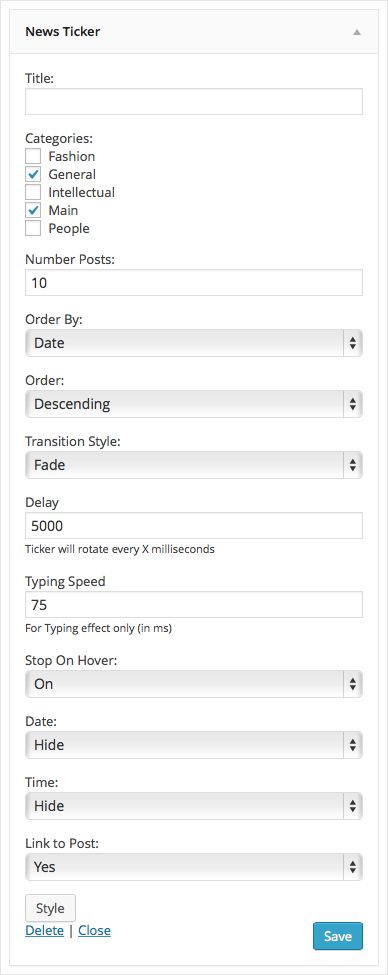 News Ticker
Title:
Categories:
Fashion
General
Intellectual
Main
People
Number Posts:
10
Order By:
Date
Order:
Descending
Transition Style:
Fade
Delay
5000
Ticker will rotate every X milliseconds
Typing Speed
75
For Typing effect only (in ms)
Stop On Hover:
On
Date:
Hide
Time:
Hide
Link to Post:
Yes
Style
Delete | Close
Save